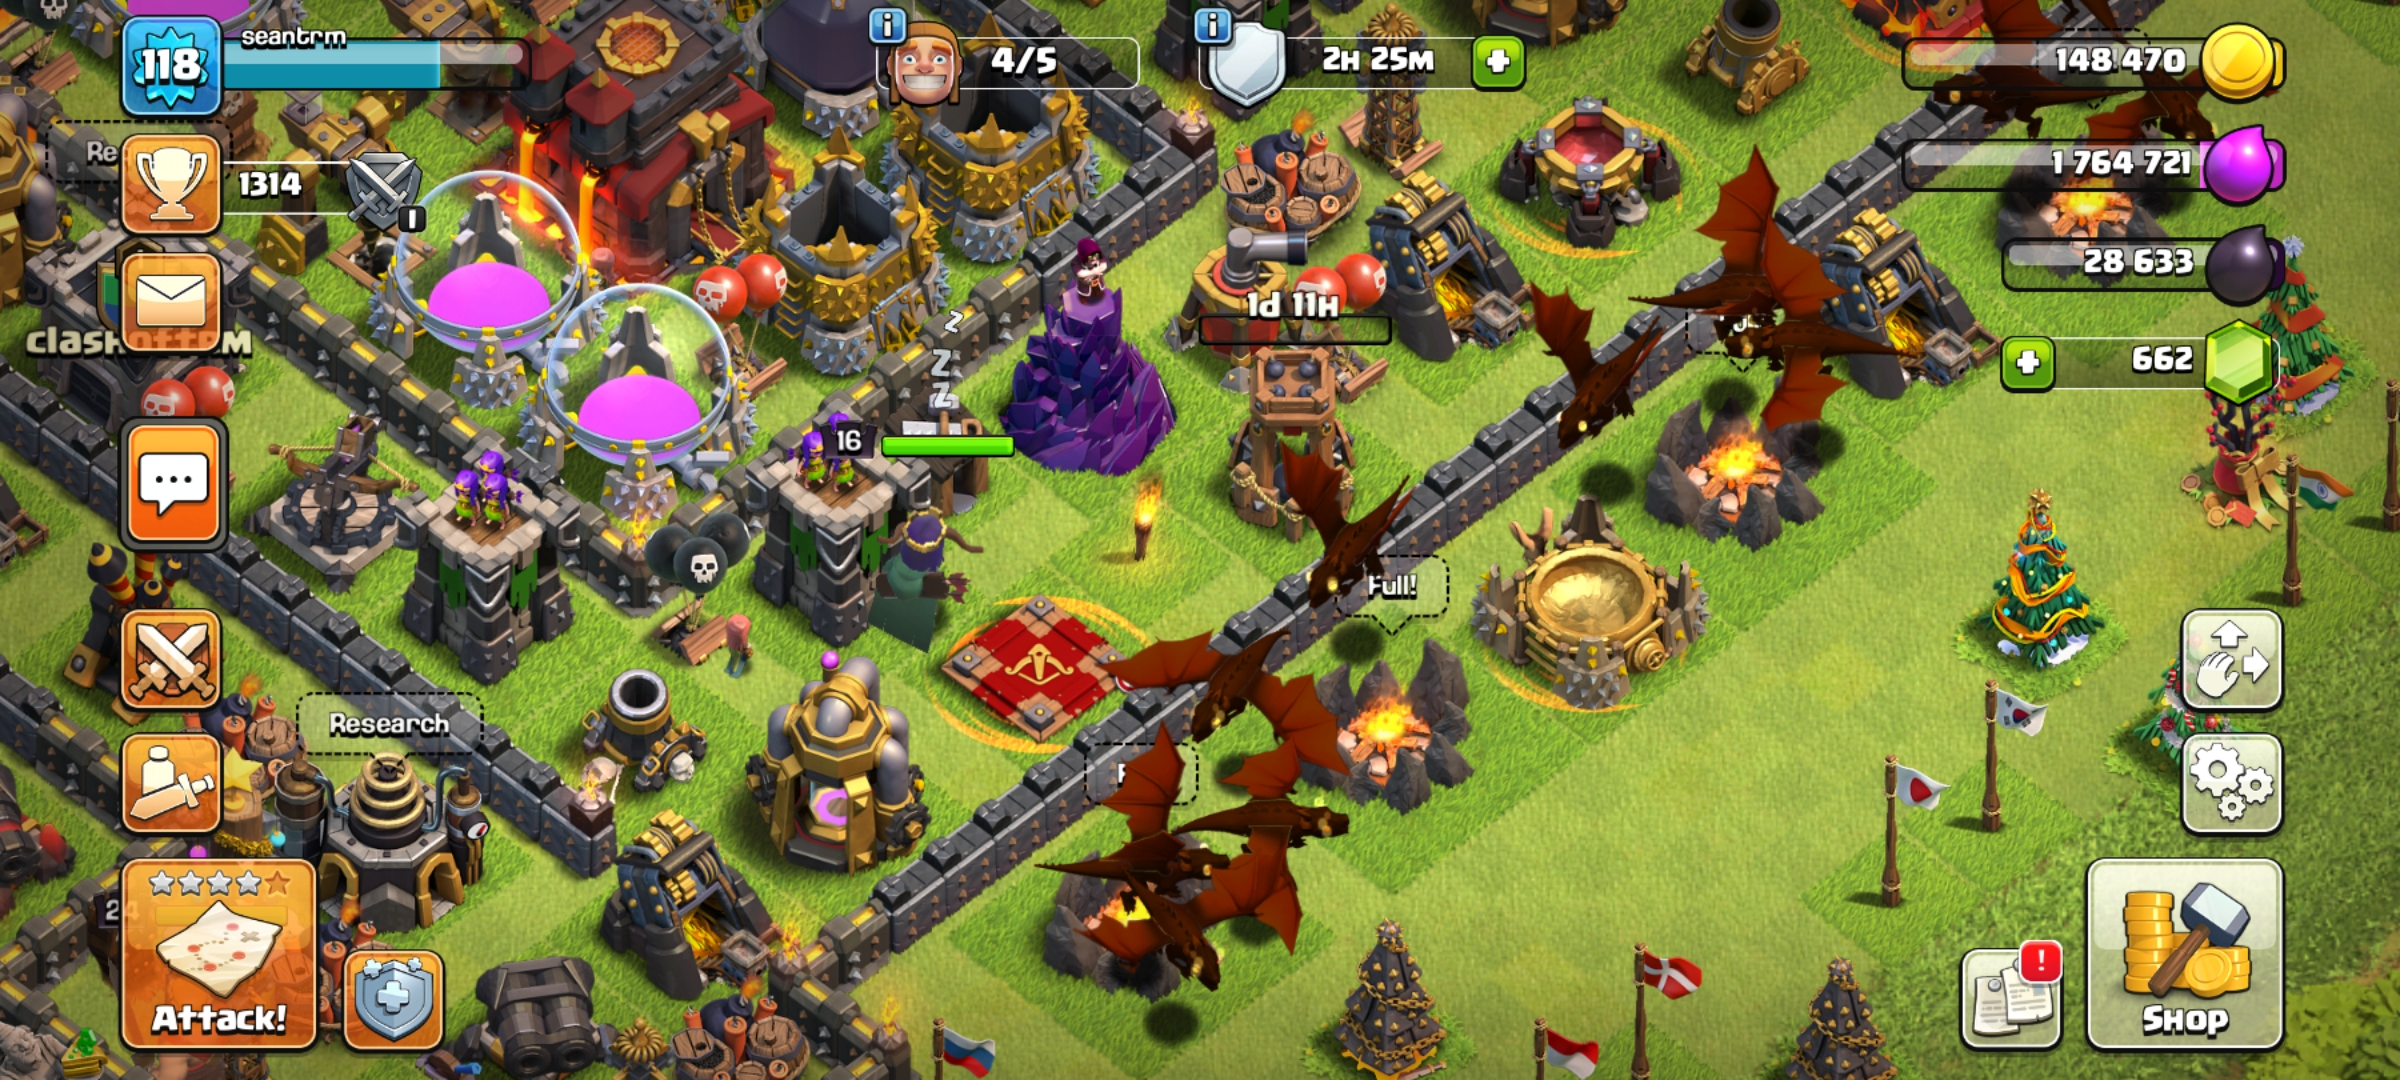 118
seantrm
4/5
2h 25m
148 470
Re
1314
I
1 764 721
28 633
1d 11H
662
z
Z
Z
16
Full!
Research
Attack!
Shop
!